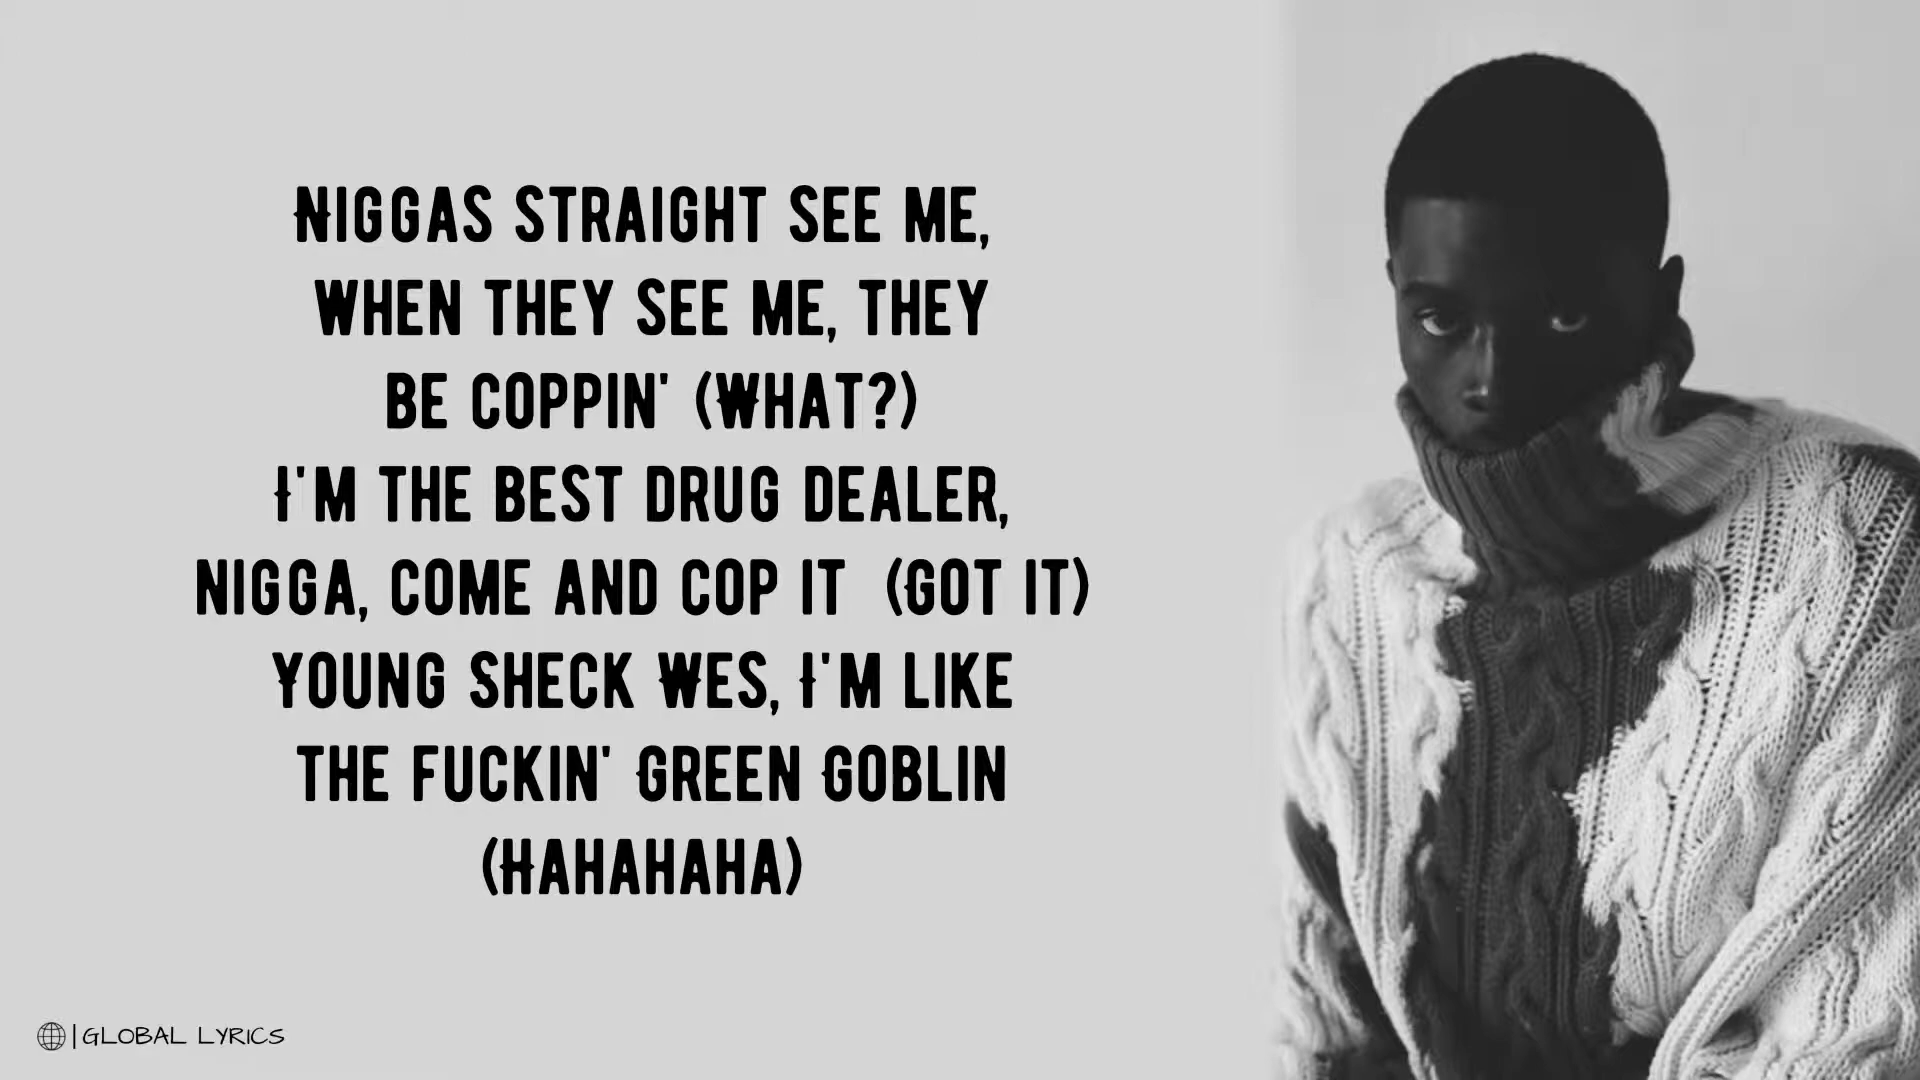 Niggas straight see me,
when they see me, they
be coppin' (What?)
I'm the best drug dealer,
nigga, come and cop it (Got it)
Young Sheck Wes, I'm like
the fuckin' Green Goblin
(Hahahaha)
|GLOBAL LYRICS